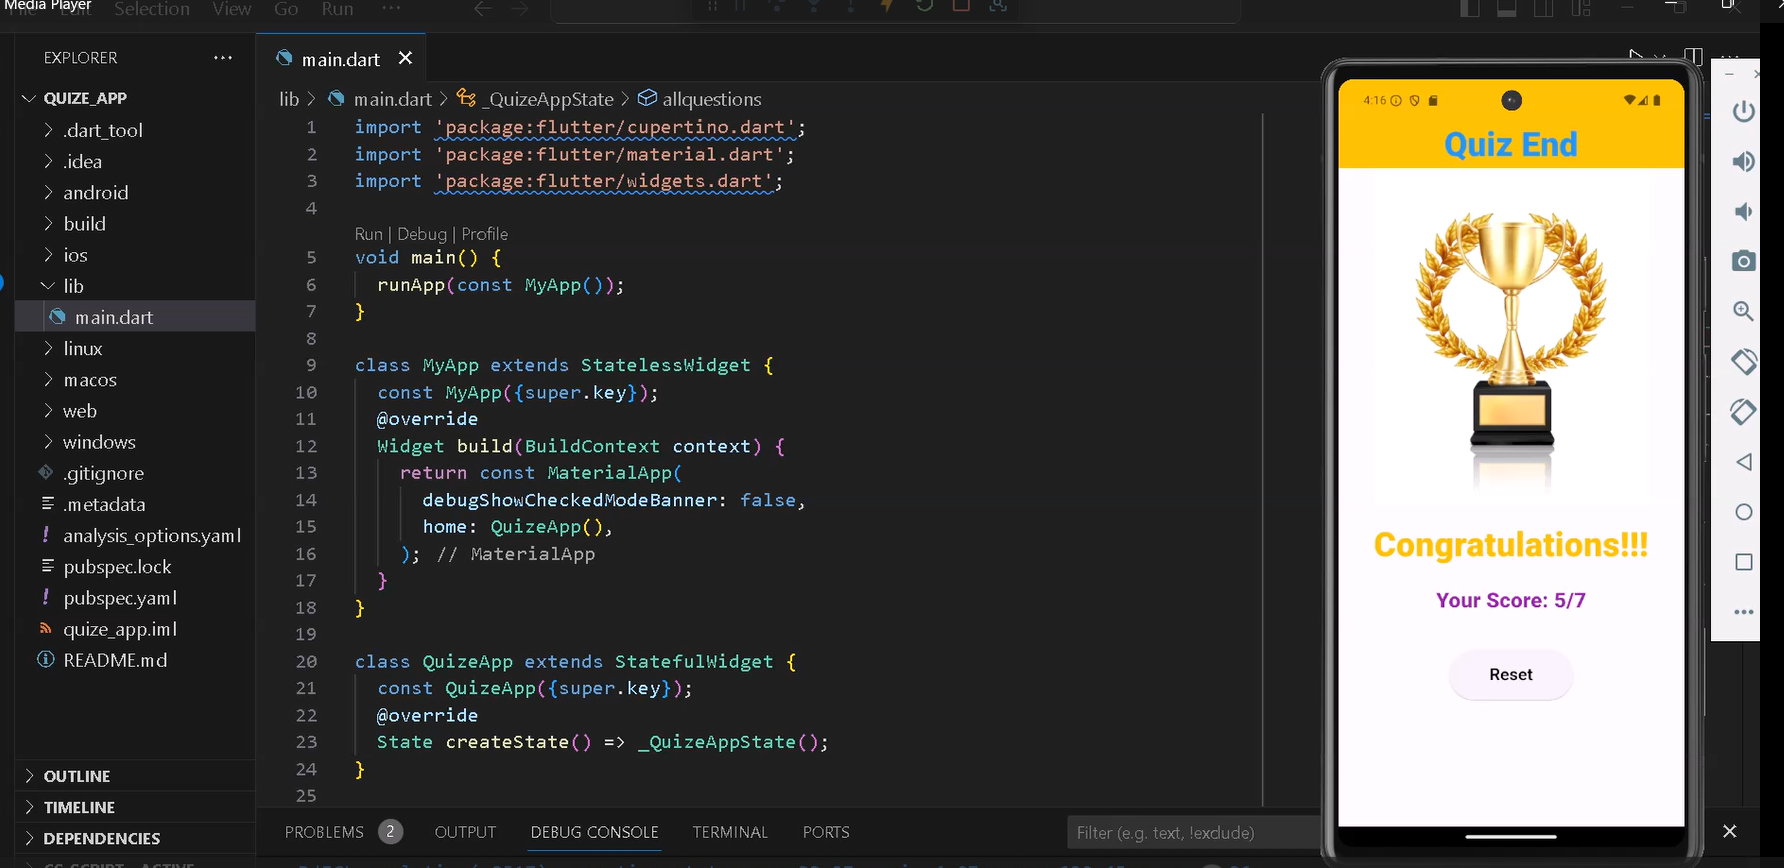 Media Player
Edit Selection View Go Run ···
EXPLORER ···
QUIZE_APP
.dart_tool
.idea
android
build
ios
lib
main.dart
linux
macos
web
windows
.gitignore
.metadata
analysis_options.yaml
pubspec.lock
pubspec.yaml
quize_app.iml
README.md
OUTLINE
TIMELINE
DEPENDENCIES
main.dart
lib > main.dart > _QuizeAppState > allquestions
1 import 'package:flutter/cupertino.dart';
2 import 'package:flutter/material.dart';
3 import 'package:flutter/widgets.dart';
4
Run | Debug | Profile
5 void main() {
6 runApp(const MyApp());
7 }
8
9 class MyApp extends StatelessWidget {
10 const MyApp({super.key});
11 @override
12 Widget build(BuildContext context) {
13 return const MaterialApp(
14 debugShowCheckedModeBanner: false,
15 home: QuizeApp(),
16 ); // MaterialApp
17 }
18 }
19
20 class QuizeApp extends StatefulWidget {
21 const QuizeApp({super.key});
22 @override
23 State createState() => _QuizeAppState();
24 }
25
PROBLEMS 2 OUTPUT DEBUG CONSOLE TERMINAL PORTS
Filter (e.g. text, !exclude)
4:16
Quiz End
Congratulations!!!
Your Score: 5/7
Reset